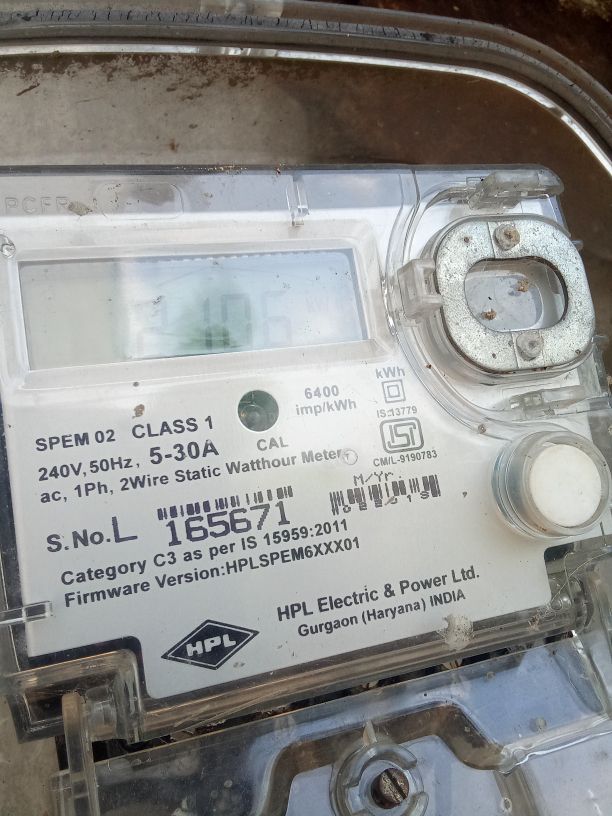 6400
imp/kWh
kWh
IS:13779
SPEM 02 CLASS 1
240V,50Hz, 5-30A
CAL
CM/L-9190783
ac, 1Ph, 2Wire Static Watthour Meter
M/Yr
S.No.L 165671
Category C3 as per IS 15959:2011
Firmware Version:HPLSPEM6XXX01
HPL Electric & Power Ltd.
Gurgaon (Haryana) INDIA
HPL